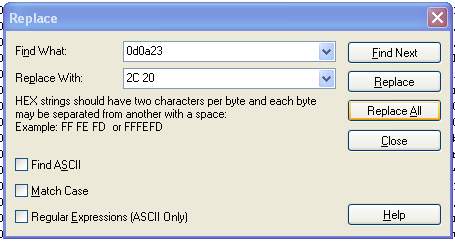 Replace
Find What:
0d0a23
Find Next
Replace With:
2C 20
Replace
HEX strings should have two characters per byte and each byte
may be separated from another with a space:
Example: FF FE FD  or FFFEFD
Replace All
Close
Find ASCII
Match Case
Regular Expressions (ASCII Only)
Help